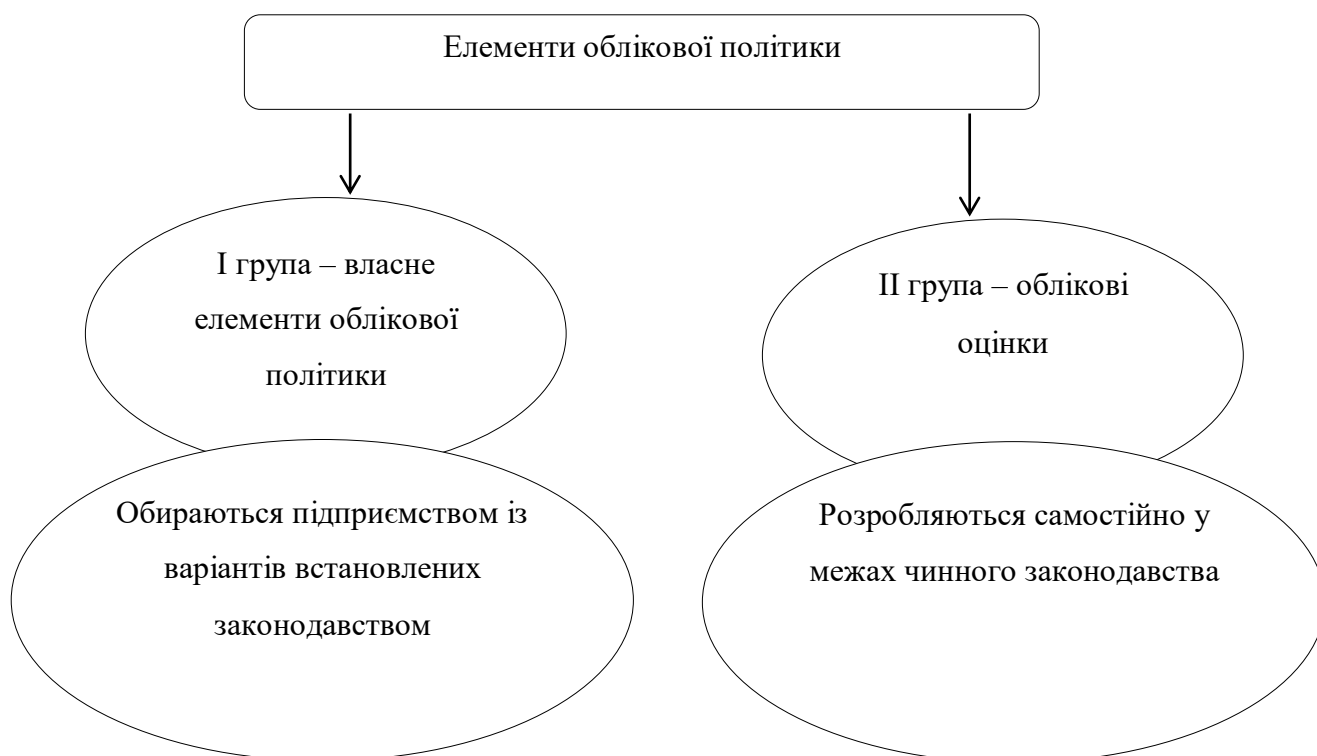 Елементи облікової політики
І група – власне
елементи облікової
політики
Обираються підприємством із
варіантів встановлених
законодавством
ІІ група – облікові
оцінки
Розробляються самостійно у
межах чинного законодавства